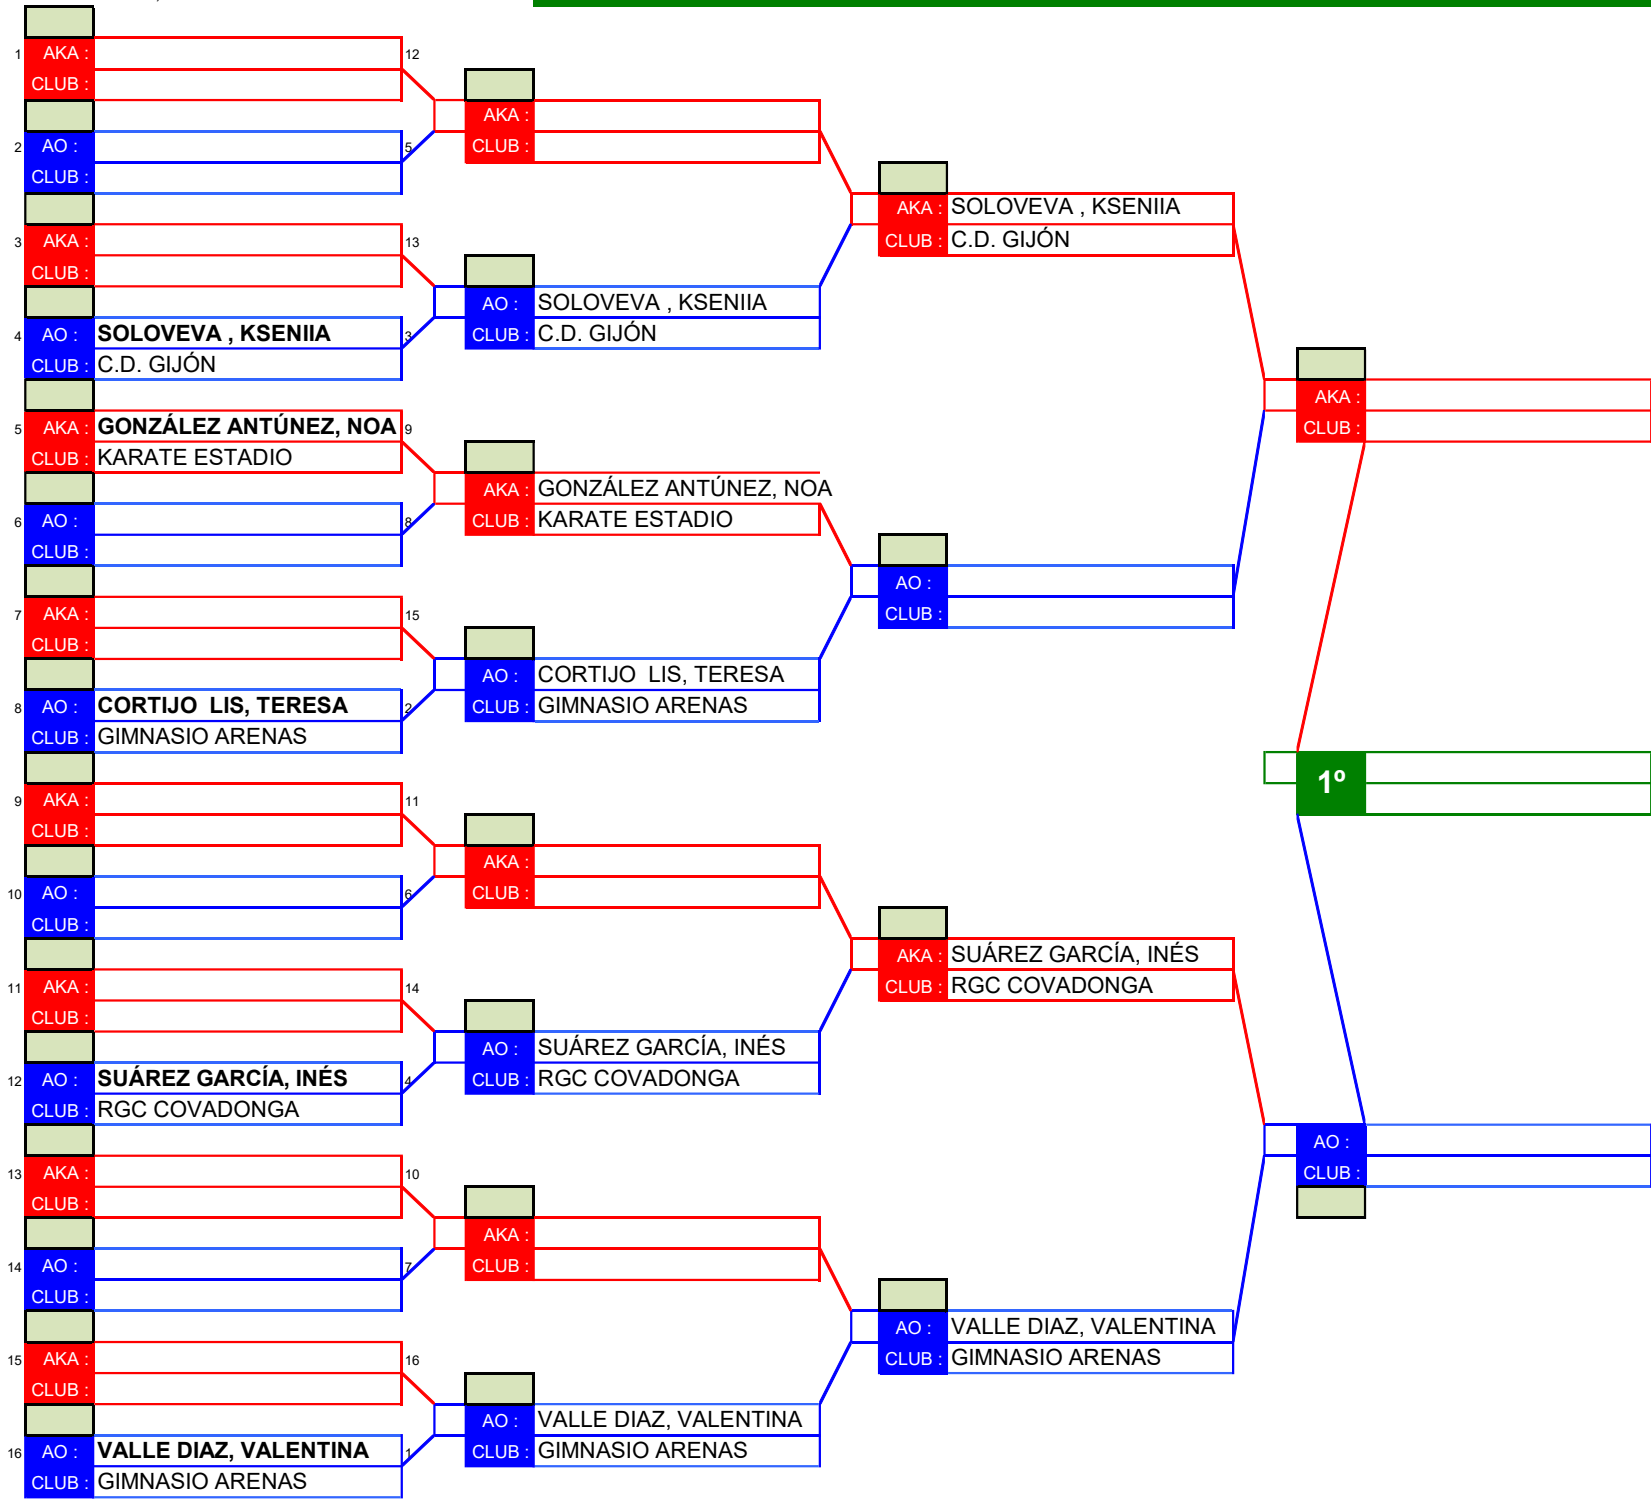 1 AKA : 12
CLUB :
2 AO : 5
CLUB :
3 AKA : 13
CLUB :
4 AO : SOLOVEVA , KSENIIA 3
CLUB : C.D. GIJÓN
5 AKA : GONZÁLEZ ANTÚNEZ, NOA 9
CLUB : KARATE ESTADIO
6 AO : 8
CLUB :
7 AKA : 15
CLUB :
8 AO : CORTIJO  LIS, TERESA 2
CLUB : GIMNASIO ARENAS
9 AKA : 11
CLUB :
10 AO : 6
CLUB :
11 AKA : 14
CLUB :
12 AO : SUÁREZ GARCÍA, INÉS 4
CLUB : RGC COVADONGA
13 AKA : 10
CLUB :
14 AO : 7
CLUB :
15 AKA : 16
CLUB :
16 AO : VALLE DIAZ, VALENTINA 1
CLUB : GIMNASIO ARENAS
AKA :
CLUB :
AO : SOLOVEVA , KSENIIA
CLUB : C.D. GIJÓN
AKA : GONZÁLEZ ANTÚNEZ, NOA
CLUB : KARATE ESTADIO
AO : CORTIJO  LIS, TERESA
CLUB : GIMNASIO ARENAS
AKA :
CLUB :
AO : SUÁREZ GARCÍA, INÉS
CLUB : RGC COVADONGA
AKA :
CLUB :
AO : VALLE DIAZ, VALENTINA
CLUB : GIMNASIO ARENAS
AKA : SOLOVEVA , KSENIIA
CLUB : C.D. GIJÓN
AO :
CLUB :
AKA : SUÁREZ GARCÍA, INÉS
CLUB : RGC COVADONGA
AO : VALLE DIAZ, VALENTINA
CLUB : GIMNASIO ARENAS
AKA :
CLUB :
1º
AO :
CLUB :